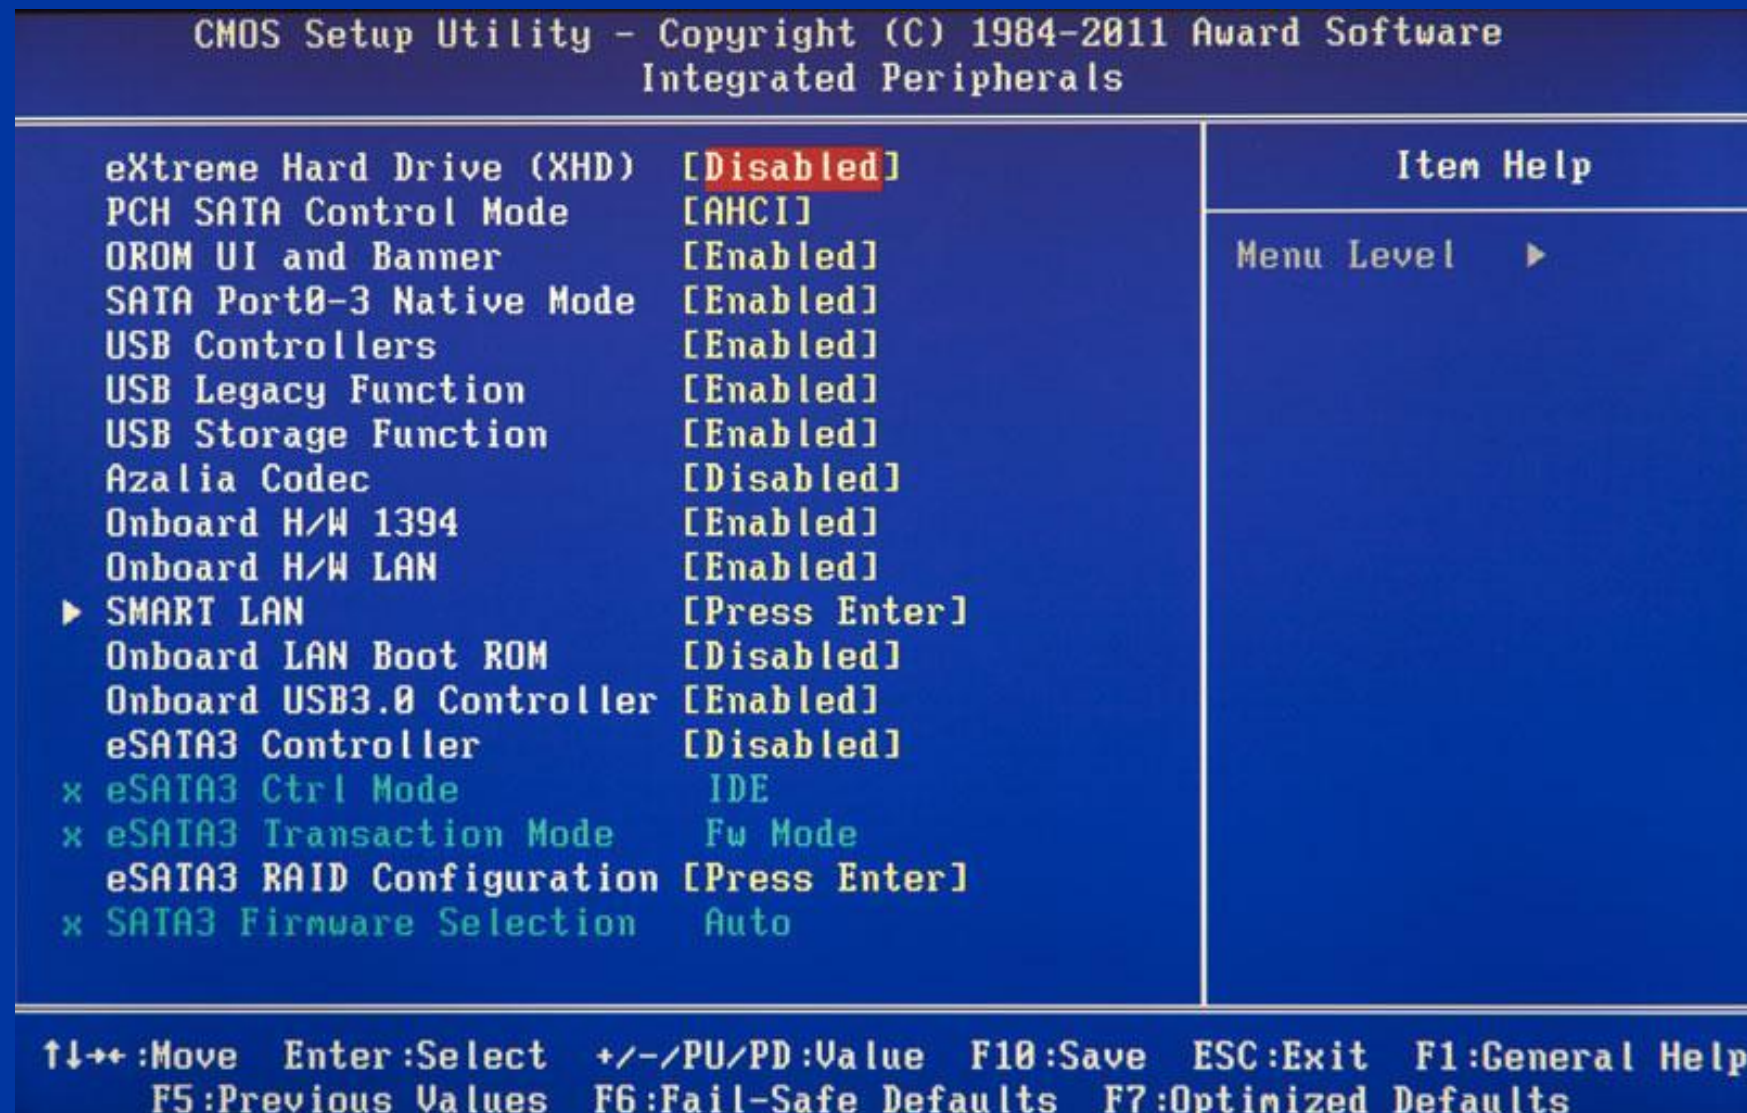 CMOS Setup Utility - Copyright (C) 1984-2011 Award Software
Integrated Peripherals
eXtreme Hard Drive (XHD) [Disabled]
PCH SATA Control Mode [AHCI]
OROM UI and Banner [Enabled]
SATA Port0-3 Native Mode [Enabled]
USB Controllers [Enabled]
USB Legacy Function [Enabled]
USB Storage Function [Enabled]
Azalia Codec [Disabled]
Onboard H/W 1394 [Enabled]
Onboard H/W LAN [Enabled]
▶ SMART LAN [Press Enter]
Onboard LAN Boot ROM [Disabled]
Onboard USB3.0 Controller [Enabled]
eSATA3 Controller [Disabled]
x eSATA3 Ctrl Mode IDE
x eSATA3 Transaction Mode Fw Mode
eSATA3 RAID Configuration [Press Enter]
x SATA3 Firmware Selection Auto
Item Help
Menu Level ▶
↑↓→←:Move Enter:Select +/-/PU/PD:Value F10:Save ESC:Exit F1:General Help
F5:Previous Values F6:Fail-Safe Defaults F7:Optimized Defaults